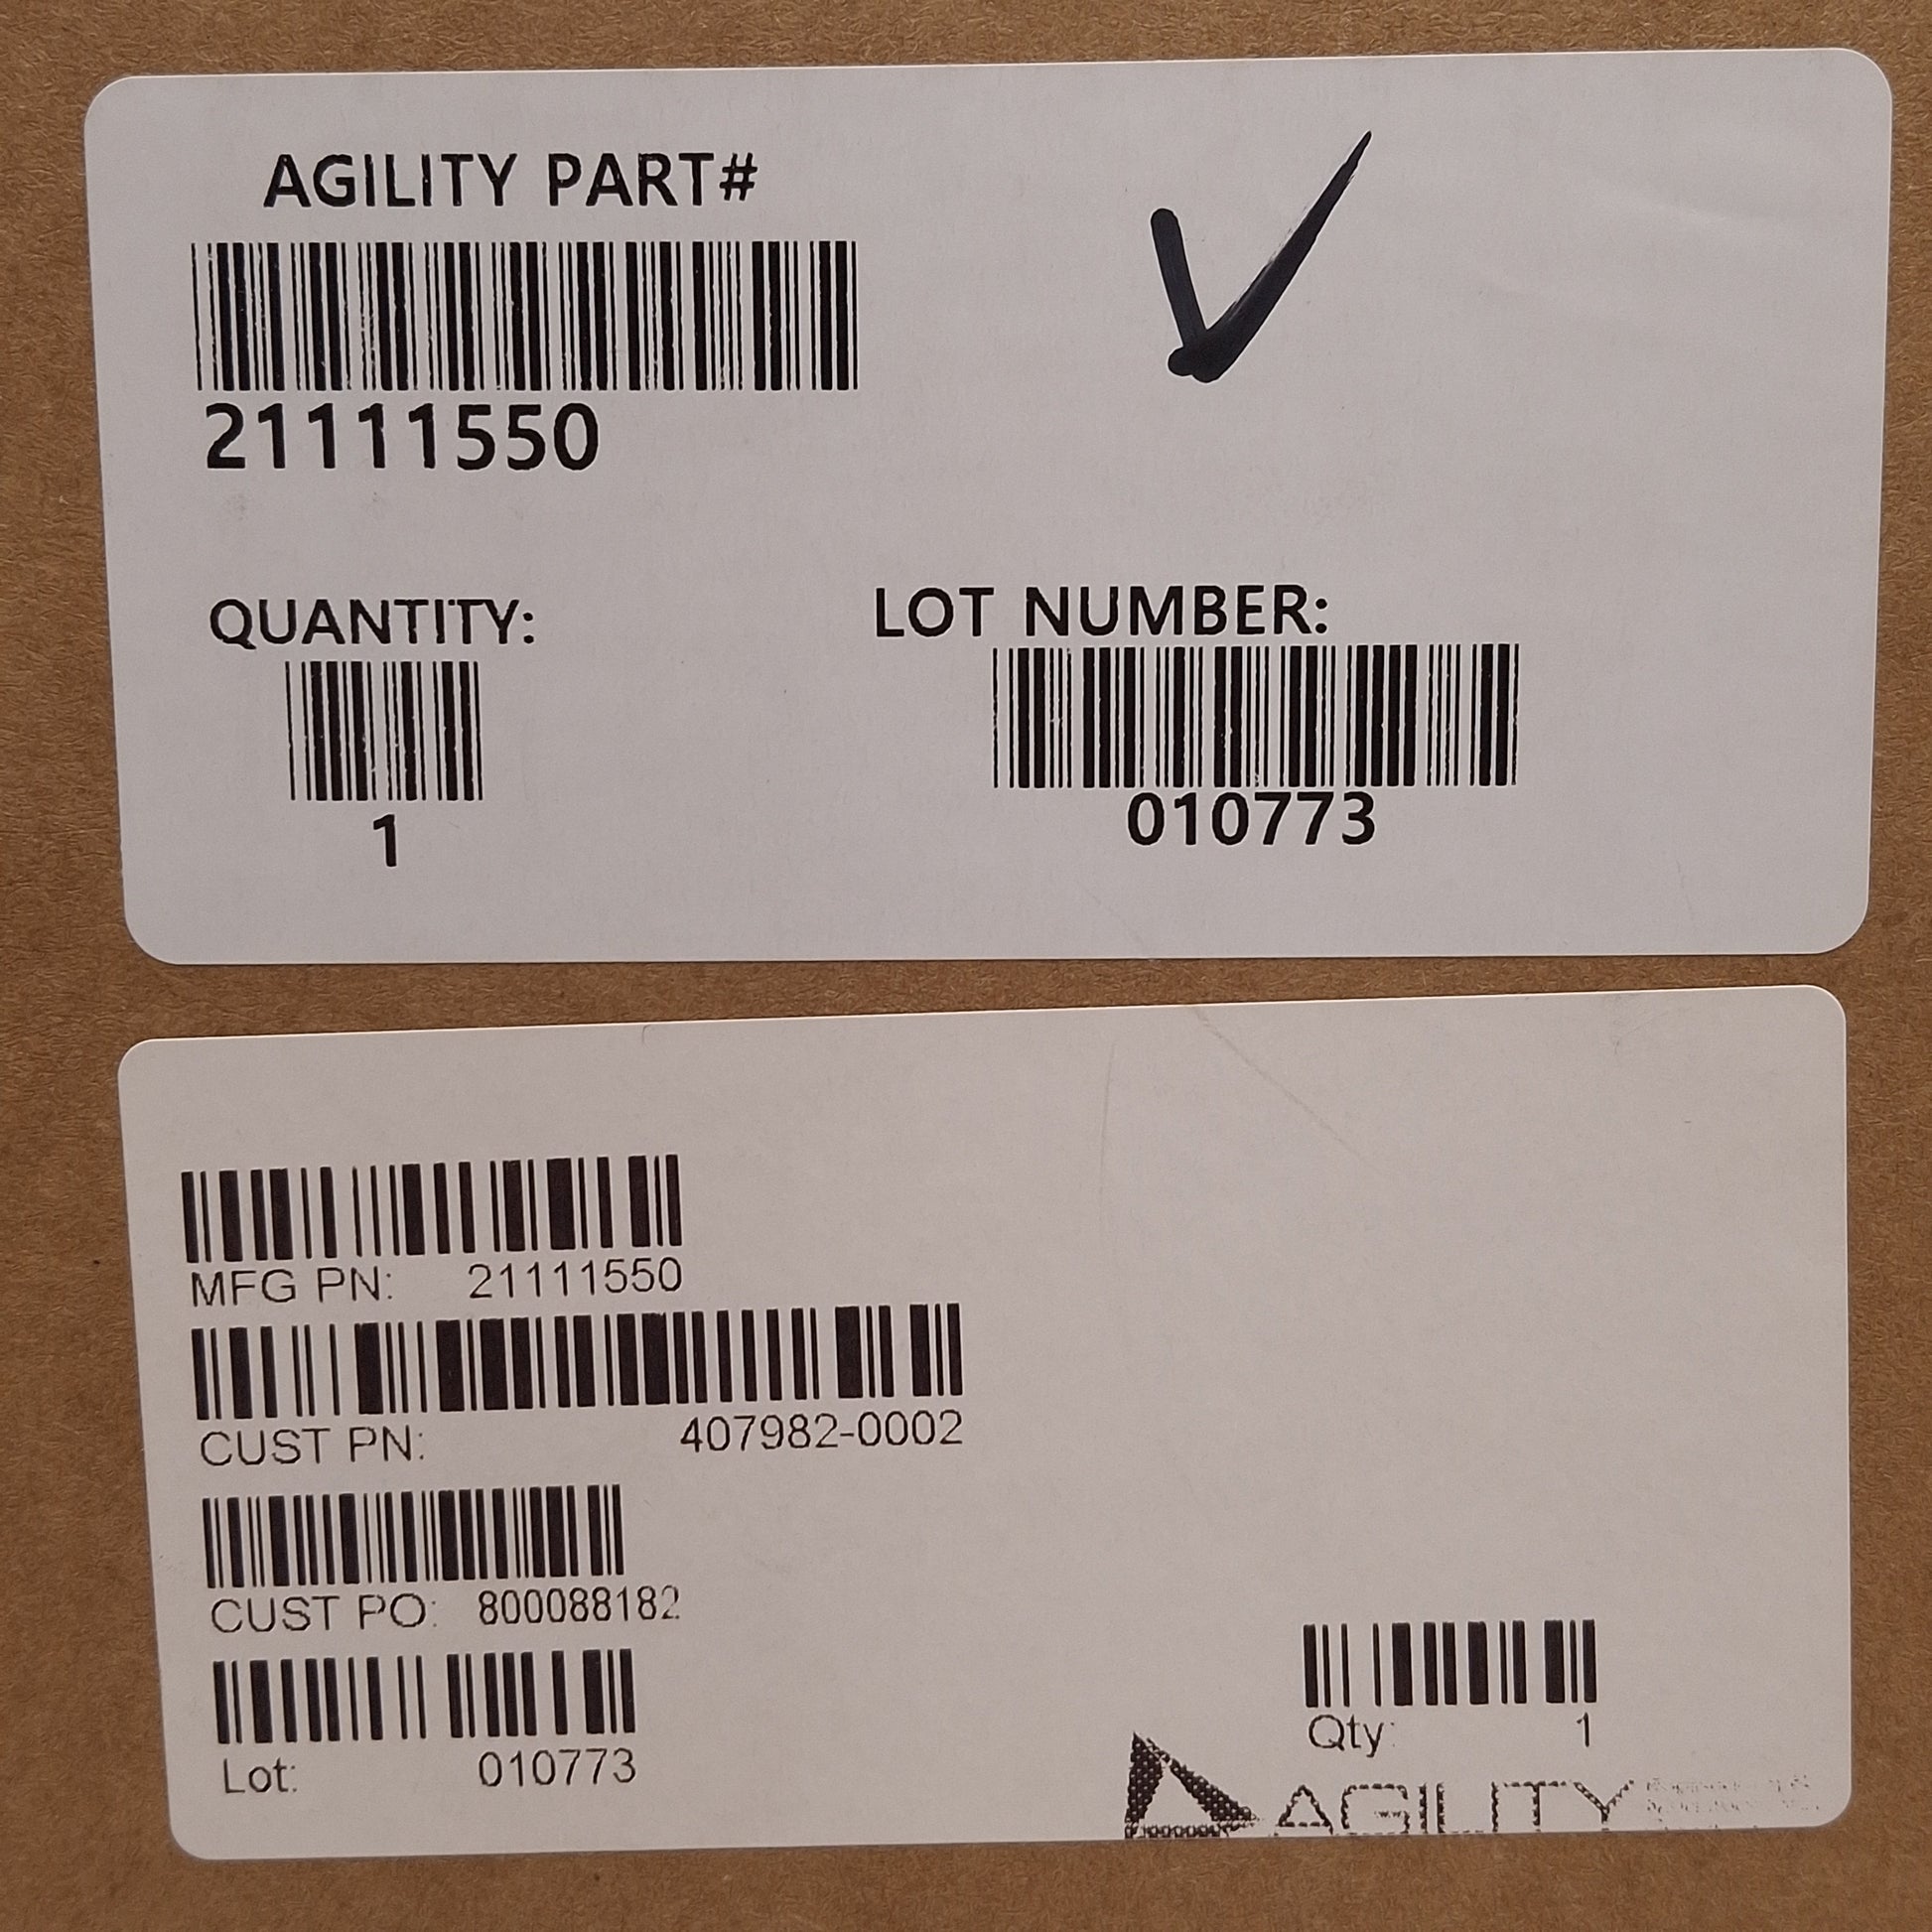 AGILITY PART#
21111550
QUANTITY:
1
LOT NUMBER:
010773
MFG PN: 21111550
CUST PN: 407982-0002
CUST PO: 800088182
Lot: 010773
Qty: 1
AGILITY